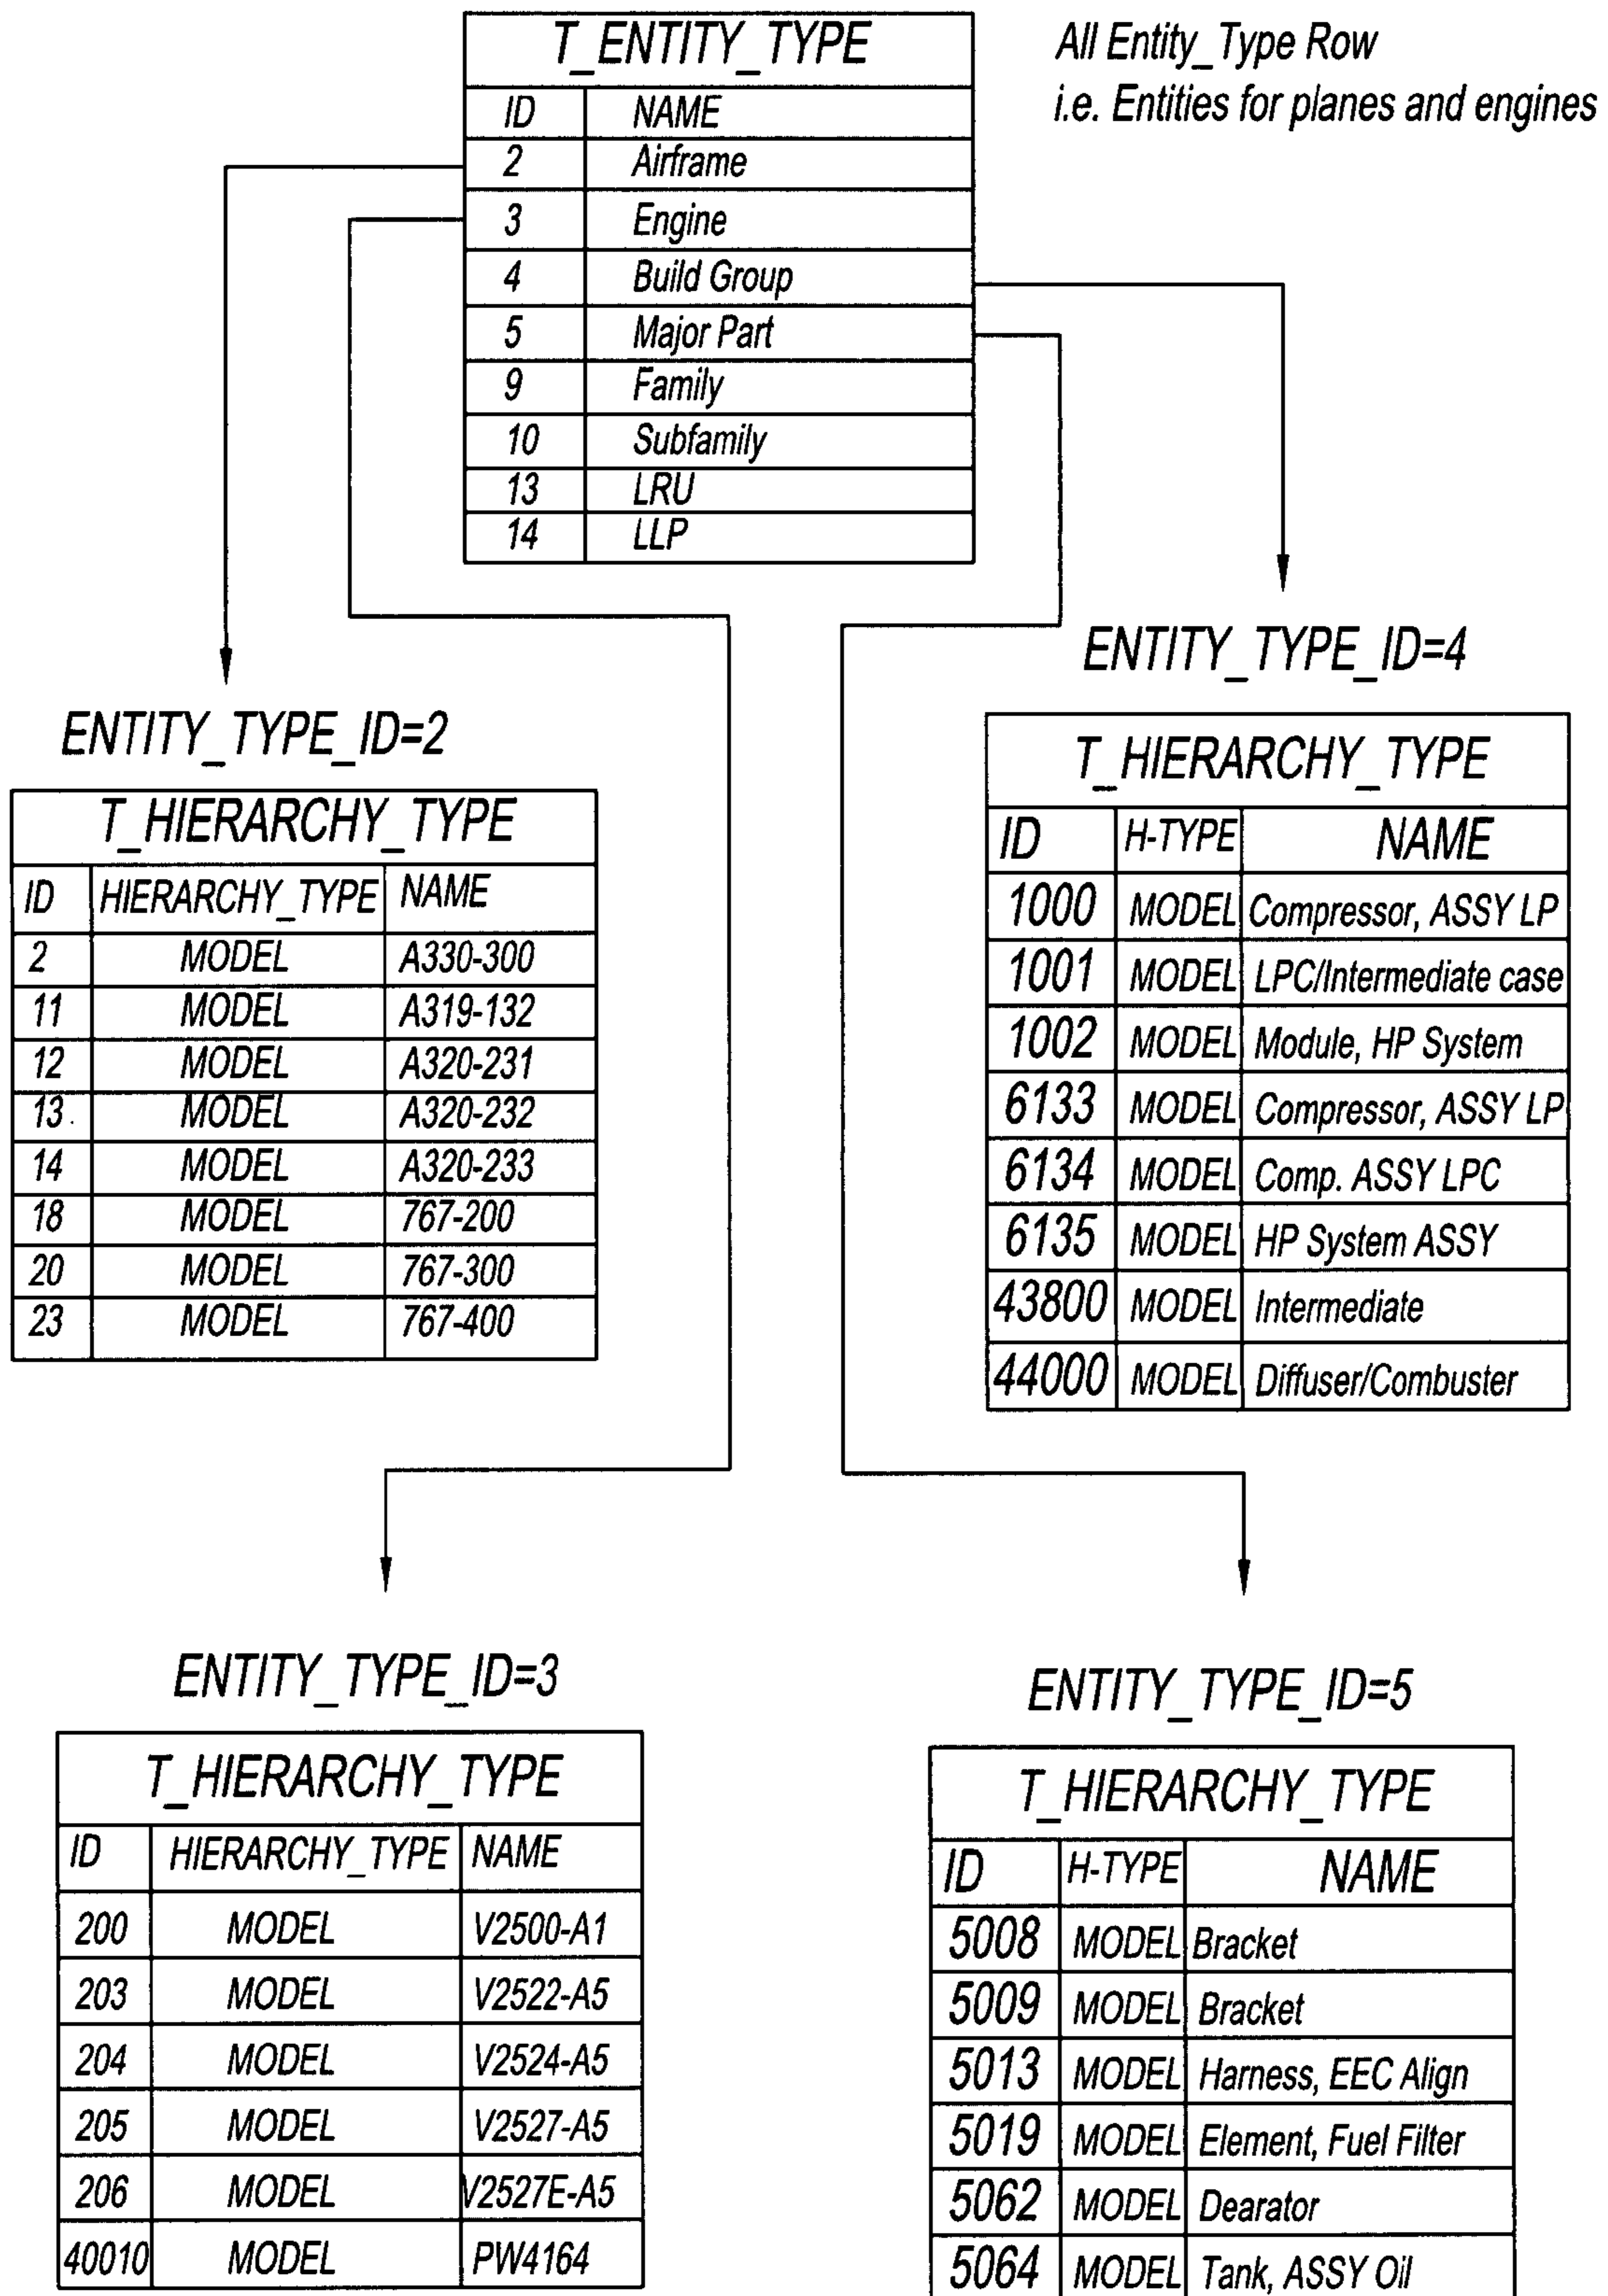 T_ENTITY_TYPE
All Entity_Type Row
i.e. Entities for planes and engines
ID NAME
2 Airframe
3 Engine
4 Build Group
5 Major Part
9 Family
10 Subfamily
13 LRU
14 LLP
ENTITY_TYPE_ID=2
T_HIERARCHY_TYPE
ID HIERARCHY_TYPE NAME
2 MODEL A330-300
11 MODEL A319-132
12 MODEL A320-231
13 MODEL A320-232
14 MODEL A320-233
18 MODEL 767-200
20 MODEL 767-300
23 MODEL 767-400
ENTITY_TYPE_ID=4
T_HIERARCHY_TYPE
ID H-TYPE NAME
1000 MODEL Compressor, ASSY LP
1001 MODEL LPC/Intermediate case
1002 MODEL Module, HP System
6133 MODEL Compressor, ASSY LP
6134 MODEL Comp. ASSY LPC
6135 MODEL HP System ASSY
43800 MODEL Intermediate
44000 MODEL Diffuser/Combuster
ENTITY_TYPE_ID=3
T_HIERARCHY_TYPE
ID HIERARCHY_TYPE NAME
200 MODEL V2500-A1
203 MODEL V2522-A5
204 MODEL V2524-A5
205 MODEL V2527-A5
206 MODEL V2527E-A5
40010 MODEL PW4164
ENTITY_TYPE_ID=5
T_HIERARCHY_TYPE
ID H-TYPE NAME
5008 MODEL Bracket
5009 MODEL Bracket
5013 MODEL Harness, EEC Align
5019 MODEL Element, Fuel Filter
5062 MODEL Dearator
5064 MODEL Tank, ASSY Oil